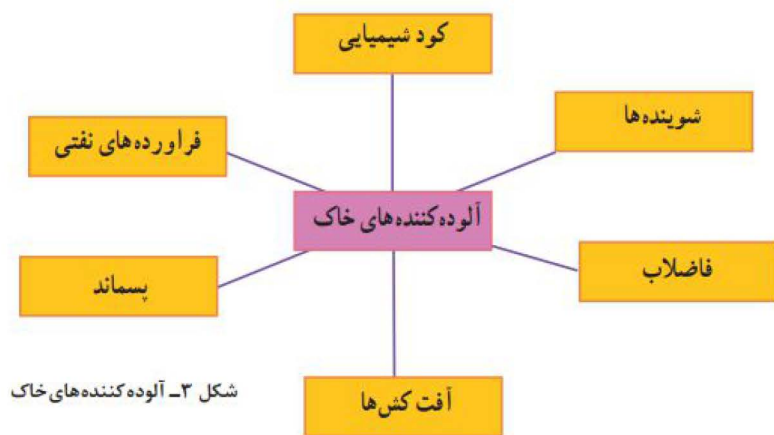 کود شیمیایی
شوینده‌ها
فراورده‌های نفتی
آلوده‌کننده‌های خاک
فاضلاب
پسماند
آفت کش‌ها
شکل ۳ـ آلوده‌کننده‌های خاک